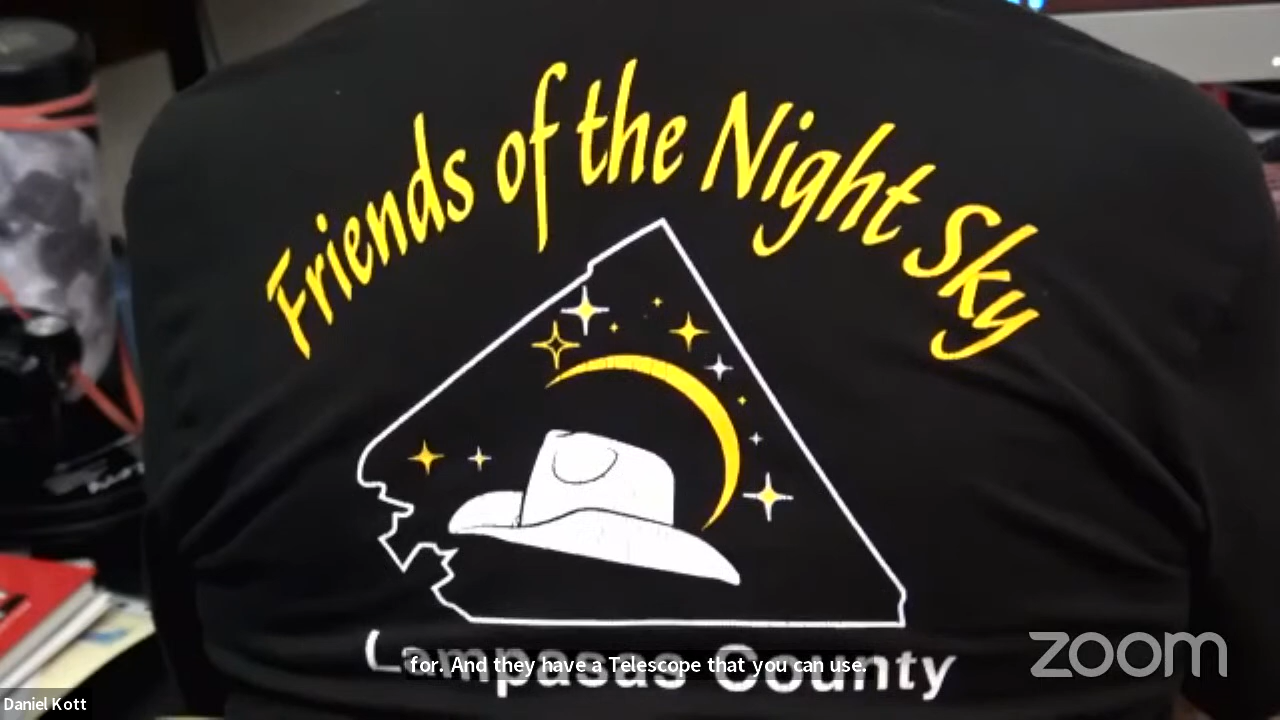 Friends of the Night Sky
Lampasas County
for. And they have a Telescope that you can use.
zoom
Daniel Kott